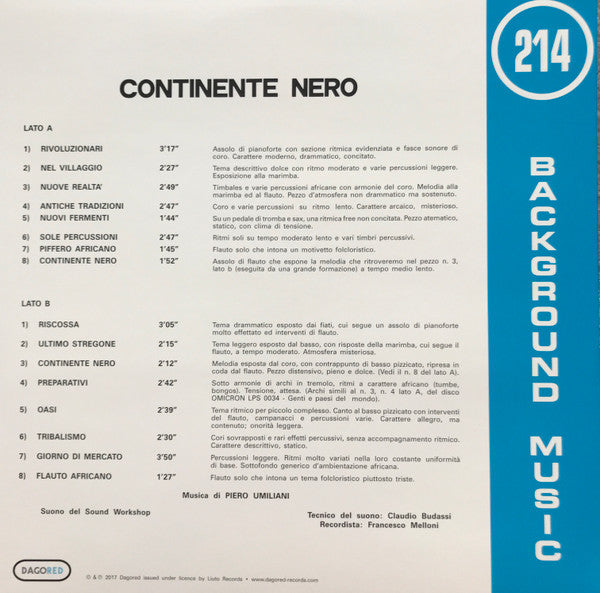 214
CONTINENTE NERO
BACKGROUND MUSIC
LATO A
1) RIVOLUZIONARI 3'17" Assolo di pianoforte con sezione ritmica evidenziata e fasce sonore di
coro. Carattere moderno, drammatico, concitato.
2) NEL VILLAGGIO 2'27" Tema descrittivo dolce con ritmo moderato e varie percussioni leggere.
Esposizione alla marimba.
3) NUOVE REALTA' 2'49" Timbales e varie percussioni africane con armonie del coro. Melodia alla
marimba ed al flauto. Pezzo d'atmosfera non drammatico ma sostenuto.
4) ANTICHE TRADIZIONI 2'47" Coro e varie percussioni su ritmo lento. Carattere arcaico, misterioso.
5) NUOVI FERMENTI 1'44" Su un pedale di tromba e sax, una ritmica free non concitata. Pezzo atematico,
statico, con clima di tensione.
6) SOLE PERCUSSIONI 2'47" Ritmi soli su tempo moderato lento e vari timbri percussivi.
7) PIFFERO AFRICANO 1'45" Flauto solo che intona un motivetto folcloristico.
8) CONTINENTE NERO 1'52" Assolo di flauto che espone la melodia che ritroveremo nel pezzo n. 3,
lato b (eseguita da una grande formazione) a tempo medio lento.
LATO B
1) RISCOSSA 3'05" Tema drammatico esposto dai fiati, cui segue un assolo di pianoforte
molto effettato ed interventi di flauto.
2) ULTIMO STREGONE 2'15" Tema leggero esposto dal basso, con risposte della marimba, cui segue il
flauto, a tempo moderato. Atmosfera misteriosa.
3) CONTINENTE NERO 2'12" Melodia esposta dal coro, con contrappunto di basso pizzicato, ripresa in
coda dal flauto. Pezzo distensivo, pieno e dolce. (Vedi il n. 8 del lato A).
4) PREPARATIVI 2'42" Sotto armonie di archi in tremolo, ritmi a carattere africano (tumbe,
bongos). Tensione, attesa. (Archi simili al n. 3, n. 4 lato A, del disco
OMICRON LPS 0034 - Genti e paesi del mondo).
5) OASI 2'39" Tema ritmico per piccolo complesso. Canto al basso pizzicato con interventi
del flauto, campanacci e percussioni varie. Carattere allegro, ma
contenuto; onorità leggera.
6) TRIBALISMO 2'30" Cori sovrapposti e rari effetti percussivi, senza accompagnamento ritmico.
Carattere descrittivo, statico.
7) GIORNO DI MERCATO 3'50" Percussioni leggere. Ritmi molto variati nella loro costante uniformità
di base. Sottofondo generico d'ambientazione africana.
8) FLAUTO AFRICANO 1'27" Flauto solo che intona un tema folcloristico piuttosto triste.
Musica di PIERO UMILIANI
Suono del Sound Workshop
Tecnico del suono: Claudio Budassi
Recordista: Francesco Melloni
DAGORED
© & ℗ 2017 Dagored issued under licence by Liuto Records • www.dagored-records.com